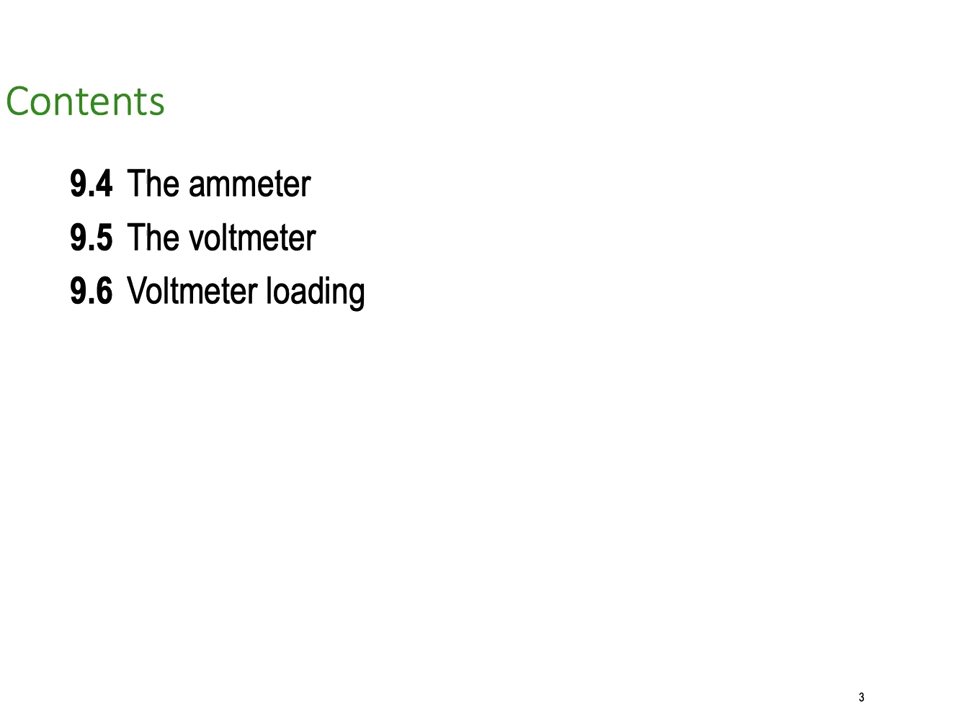 Contents
9.4 The ammeter
9.5 The voltmeter
9.6 Voltmeter loading
3